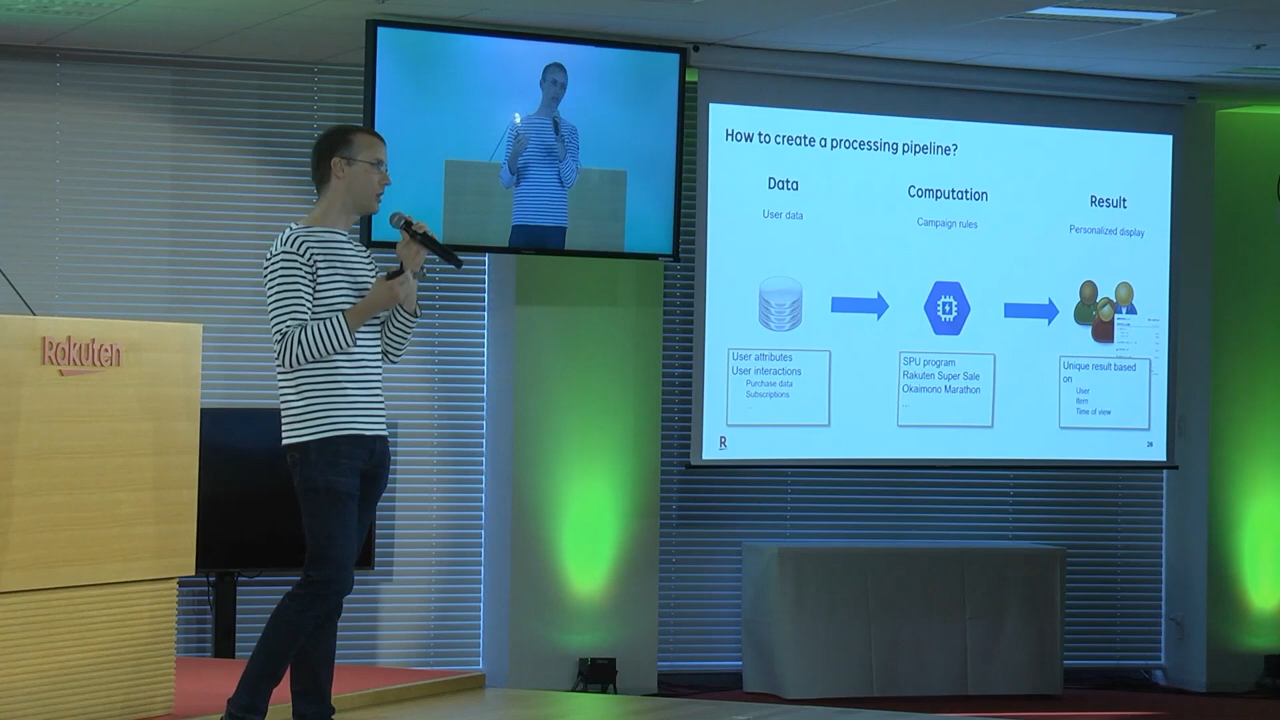 Rakuten
How to create a processing pipeline?
Data
User data
Computation
Campaign rules
Result
Personalized display
User attributes
User interactions
Purchase data
Subscriptions
...
SPU program
Rakuten Super Sale
Okaimono Marathon
...
Unique result based
on
User
Item
Time of view
R